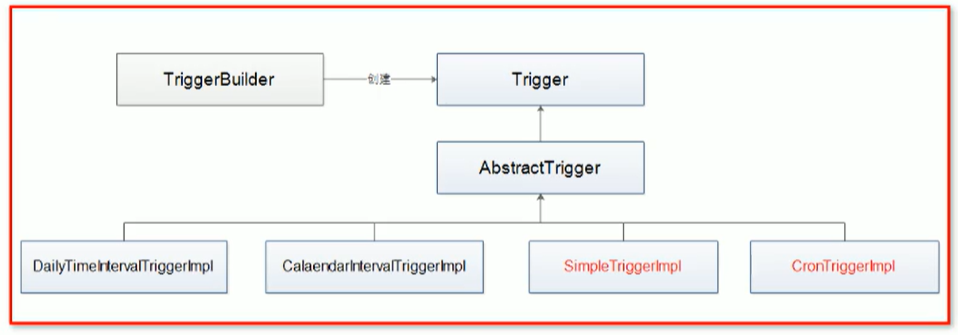 TriggerBuilder
创建
Trigger
AbstractTrigger
DailyTimeIntervalTriggerImpl
CalaendarIntervalTriggerImpl
SimpleTriggerImpl
CronTriggerImpl